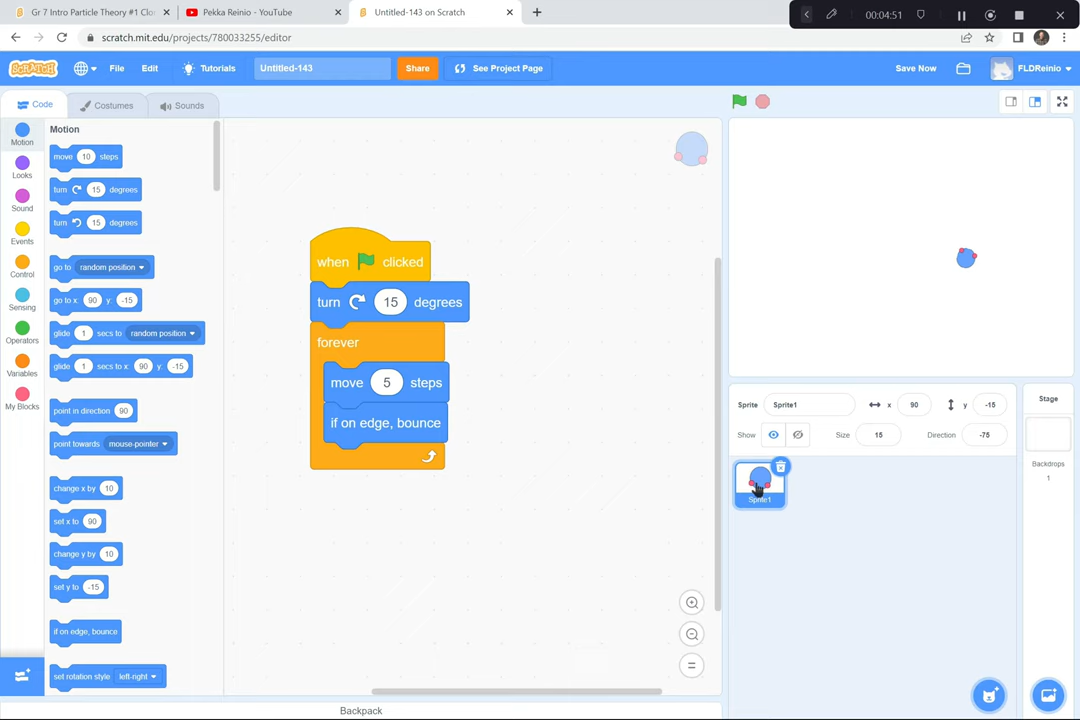 Gr 7 Intro Particle Theory #1 Clo
Pekka Reinio - YouTube
Untitled-143 on Scratch
00:04:51
scratch.mit.edu/projects/780033255/editor
SCRATCH
File
Edit
Tutorials
Untitled-143
Share
See Project Page
Save Now
FLDReinio
Code
Costumes
Sounds
Motion
Looks
Sound
Events
Control
Sensing
Operators
Variables
My Blocks
Motion
move 10 steps
turn 15 degrees
turn 15 degrees
go to random position
go to x: 90 y: -15
glide 1 secs to random position
glide 1 secs to x: 90 y: -15
point in direction 90
point towards mouse-pointer
change x by 10
set x to 90
change y by 10
set y to -15
if on edge, bounce
set rotation style left-right
when clicked
turn 15 degrees
forever
move 5 steps
if on edge, bounce
Sprite Sprite1 x 90 y -15
Show Size 15 Direction -75
Sprite1
Stage
Backdrops
1
Backpack